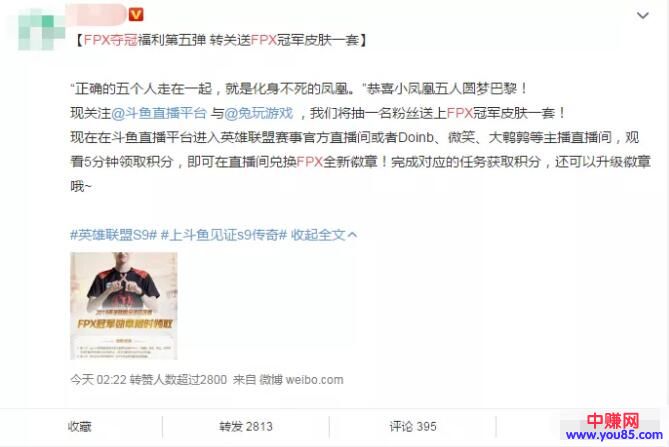 【FPX夺冠福利第五弹 转关送FPX冠军皮肤一套】
“正确的五个人走在一起，就是化身不死的凤凰。”恭喜小凤凰五人圆梦巴黎！
现关注@斗鱼直播平台 与@兔玩游戏 ，我们将抽一名粉丝送上FPX冠军皮肤一套！
现在在斗鱼直播平台进入英雄联盟赛事官方直播间或者Doinb、微笑、大鹌鹑等主播直播间，观
看5分钟领取积分，即可在直播间兑换FPX全新徽章！完成对应的任务获取积分，还可以升级徽章
哦~
#英雄联盟S9# #上斗鱼见证s9传奇# 收起全文
FPX冠军勋章限时领取
今天 02:22 转赞人数超过2800 来自 微博 weibo.com
收藏
转发 2813
评论 395
中赚网
www.you85.com